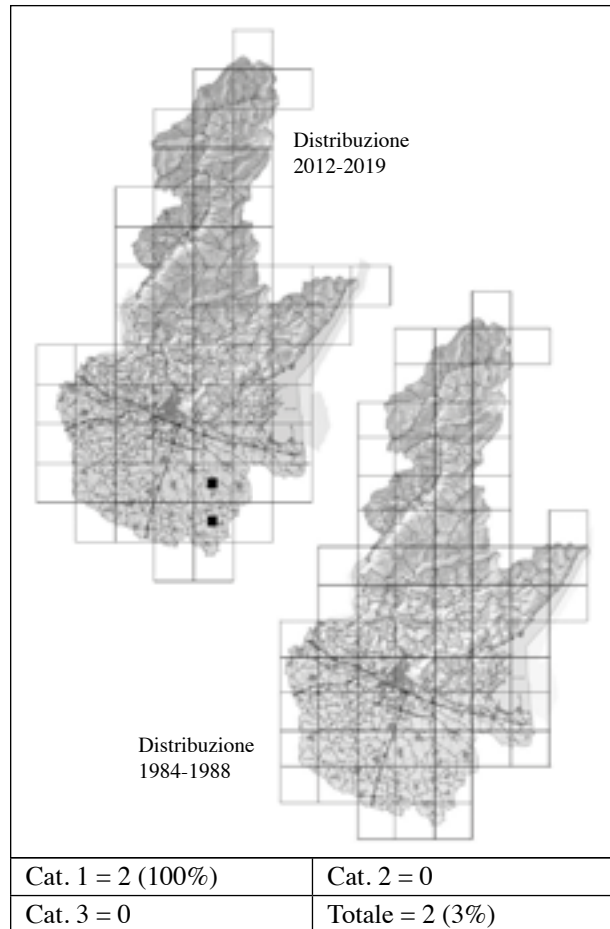 Distribuzione
2012-2019
Distribuzione
1984-1988
Cat. 1 = 2 (100%)
Cat. 2 = 0
Cat. 3 = 0
Totale = 2 (3%)